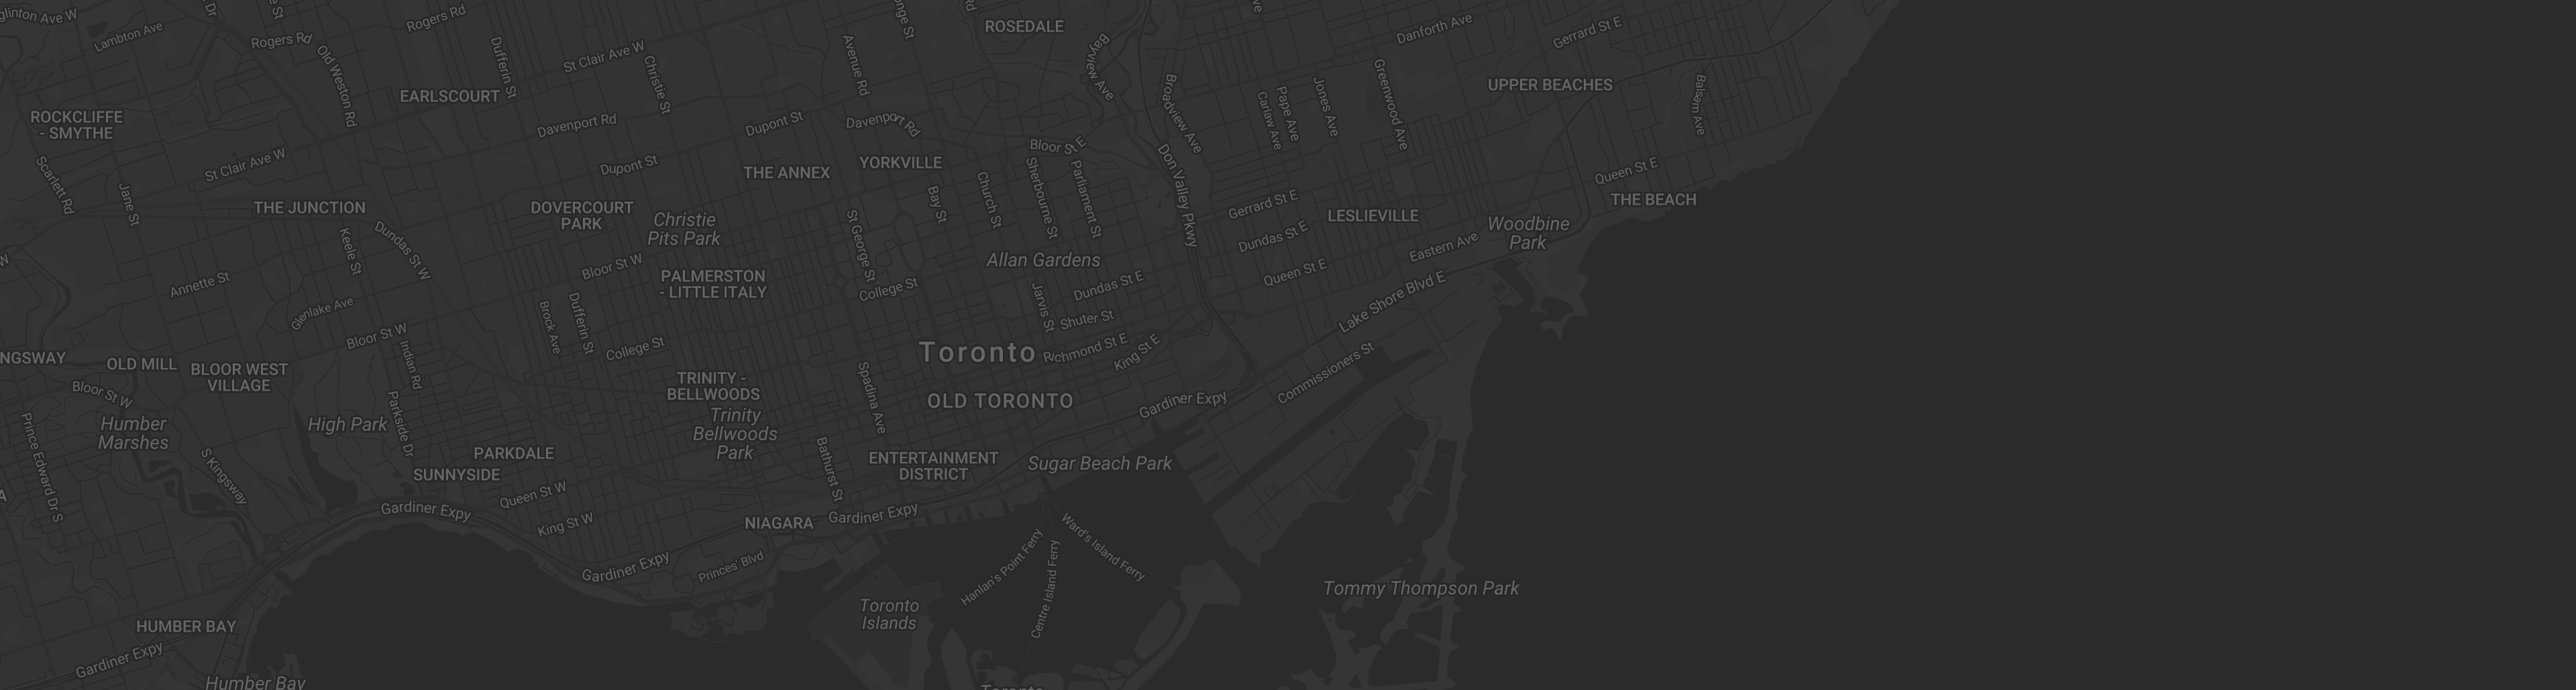 glinton Ave W
Lambton Ave
Dr
e St
Rogers Rd
Rogers Rd
Old Weston Rd
Dufferin St
St Clair Ave W
Christie St
Avenue Rd
nge St
Rd
ROSEDALE
Bayview Ave
ve
Broadview Ave
Danforth Ave
Gerrard St E
UPPER BEACHES
Balsam Ave
Greenwood Ave
Jones Ave
Pape Ave
Carlaw Ave
EARLSCOURT
ROCKCLIFFE
- SMYTHE
Davenport Rd
Dupont St
Davenport Rd
Bloor St E
Scarlett Rd
Jane St
St Clair Ave W
Dupont St
THE ANNEX
YORKVILLE
Bay St
Church St
Sherbourne St
Parliament St
Don Valley Pkwy
Queen St E
THE BEACH
THE JUNCTION
DOVERCOURT
PARK
Christie
Pits Park
St George St
Gerrard St E
LESLIEVILLE
Woodbine
Park
Keele St
Dundas St W
Dundas St E
Eastern Ave
W
Annette St
Bloor St W
PALMERSTON
- LITTLE ITALY
College St
Allan Gardens
Dundas St E
Queen St E
Glenlake Ave
Brock Ave
Dufferin St
Jarvis St
Shuter St
Lake Shore Blvd E
Bloor St W
Indian Rd
College St
Toronto
Richmond St E
King St E
Commissioners St
NGSWAY
OLD MILL
BLOOR WEST
VILLAGE
TRINITY -
BELLWOODS
Spadina Ave
OLD TORONTO
Gardiner Expy
Bloor St W
Parkside Dr
Humber
Marshes
High Park
Trinity
Bellwoods
Park
Prince Edward Dr S
S Kingsway
PARKDALE
SUNNYSIDE
Bathurst St
ENTERTAINMENT
DISTRICT
Sugar Beach Park
A
Queen St W
Gardiner Expy
King St W
NIAGARA
Gardiner Expy
Ward's Island Ferry
Hanlan's Point Ferry
Centre Island Ferry
Gardiner Expy
Princes' Blvd
Toronto
Islands
Tommy Thompson Park
HUMBER BAY
Gardiner Expy
Humber Bay
Toronto